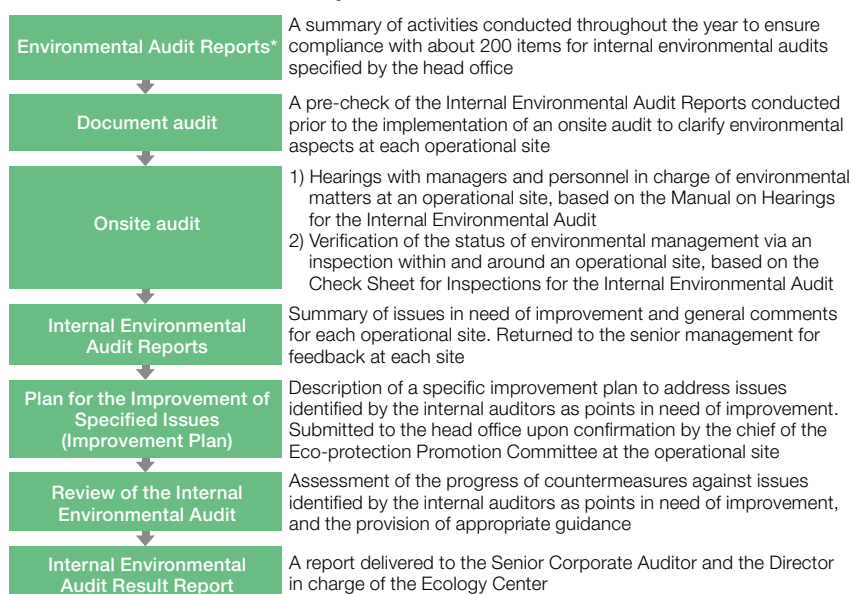 Environmental Audit Reports*
A summary of activities conducted throughout the year to ensure
compliance with about 200 items for internal environmental audits
specified by the head office
Document audit
A pre-check of the Internal Environmental Audit Reports conducted
prior to the implementation of an onsite audit to clarify environmental
aspects at each operational site
Onsite audit
1) Hearings with managers and personnel in charge of environmental
matters at an operational site, based on the Manual on Hearings
for the Internal Environmental Audit
2) Verification of the status of environmental management via an
inspection within and around an operational site, based on the
Check Sheet for Inspections for the Internal Environmental Audit
Internal Environmental
Audit Reports
Summary of issues in need of improvement and general comments
for each operational site. Returned to the senior management for
feedback at each site
Plan for the Improvement of
Specified Issues
(Improvement Plan)
Description of a specific improvement plan to address issues
identified by the internal auditors as points in need of improvement.
Submitted to the head office upon confirmation by the chief of the
Eco-protection Promotion Committee at the operational site
Review of the Internal
Environmental Audit
Assessment of the progress of countermeasures against issues
identified by the internal auditors as points in need of improvement,
and the provision of appropriate guidance
Internal Environmental
Audit Result Report
A report delivered to the Senior Corporate Auditor and the Director
in charge of the Ecology Center